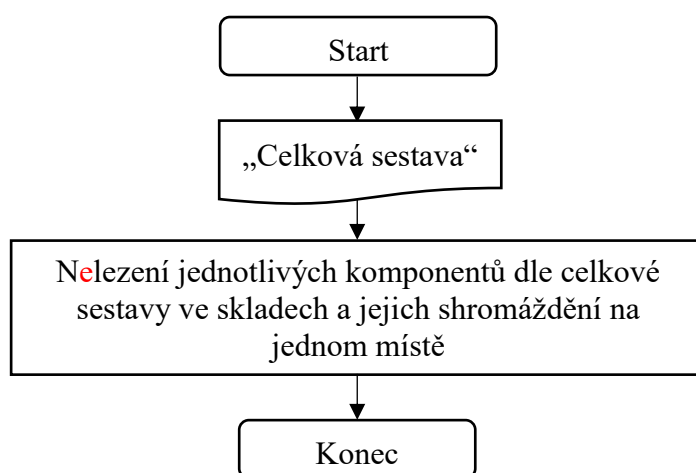 Start
„Celková sestava“
Nelezení jednotlivých komponentů dle celkové
sestavy ve skladech a jejich shromáždění na
jednom místě
Konec